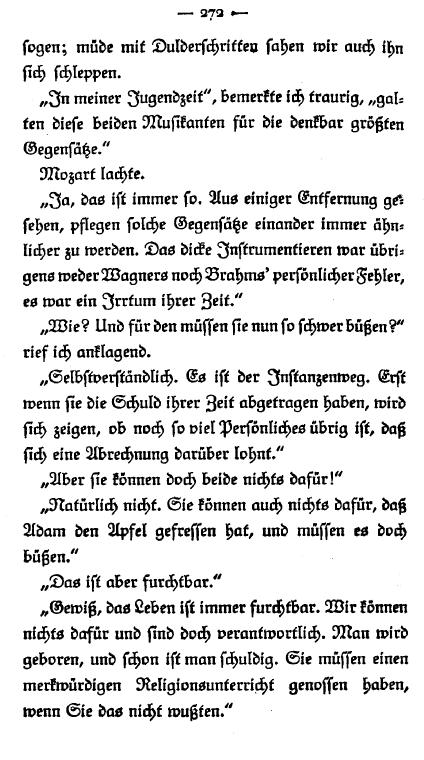 — 272 —
sogen; müde mit Dulderschritten sahen wir auch ihn
sich schleppen.
„In meiner Jugendzeit“, bemerkte ich traurig, „gal-
ten diese beiden Musikanten für die denkbar größten
Gegensätze.“
Mozart lachte.
„Ja, das ist immer so. Aus einiger Entfernung ge-
sehen, pflegen solche Gegensätze einander immer ähn-
licher zu werden. Das dicke Instrumentieren war übri-
gens weder Wagners noch Brahms’ persönlicher Fehler,
es war ein Irrtum ihrer Zeit.“
„Wie? Und für den müssen sie nun so schwer büßen?“
rief ich anklagend.
„Selbstverständlich. Es ist der Instanzenweg. Erst
wenn sie die Schuld ihrer Zeit abgetragen haben, wird
sich zeigen, ob noch so viel Persönliches übrig ist, daß
sich eine Abrechnung darüber lohnt.“
„Aber sie können doch beide nichts dafür!“
„Natürlich nicht. Sie können auch nichts dafür, daß
Adam den Apfel gefressen hat, und müssen es doch
büßen.“
„Das ist aber furchtbar.“
„Gewiß, das Leben ist immer furchtbar. Wir können
nichts dafür und sind doch verantwortlich. Man wird
geboren, und schon ist man schuldig. Sie müssen einen
merkwürdigen Religionsunterricht genossen haben,
wenn Sie das nicht wußten.“